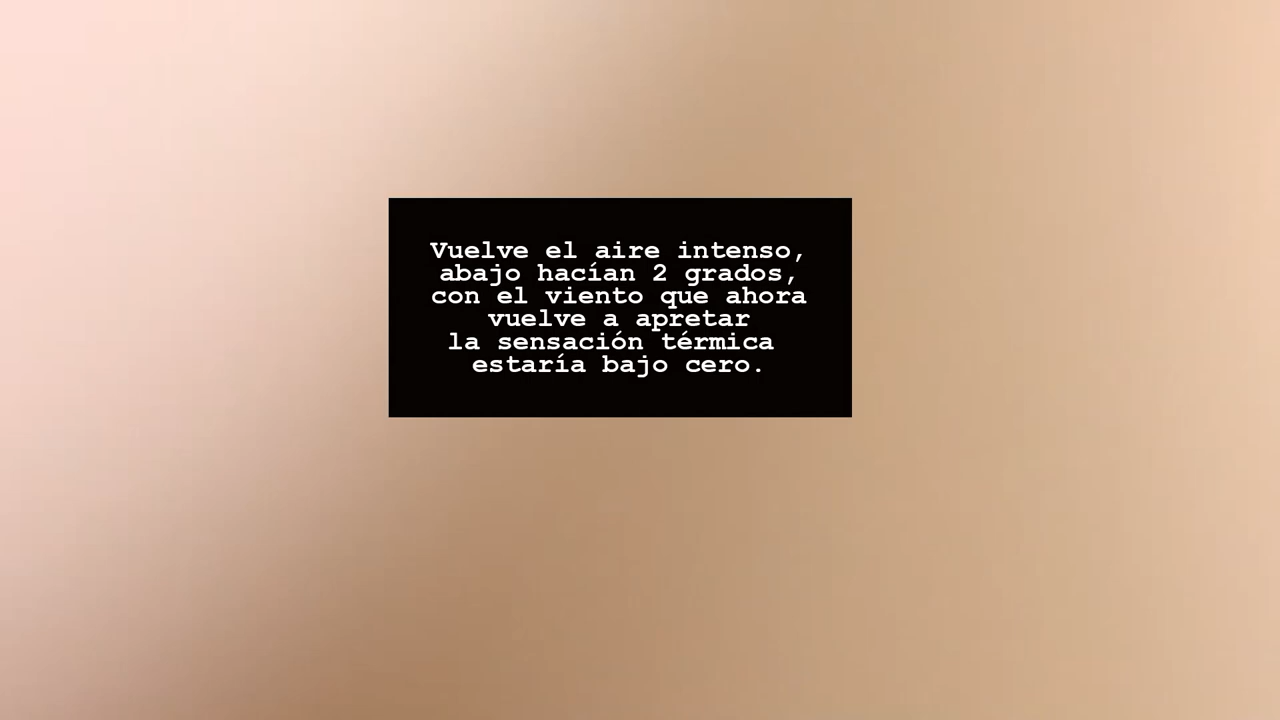 Vuelve el aire intenso,
abajo hacían 2 grados,
con el viento que ahora
vuelve a apretar
la sensación térmica
estaría bajo cero.